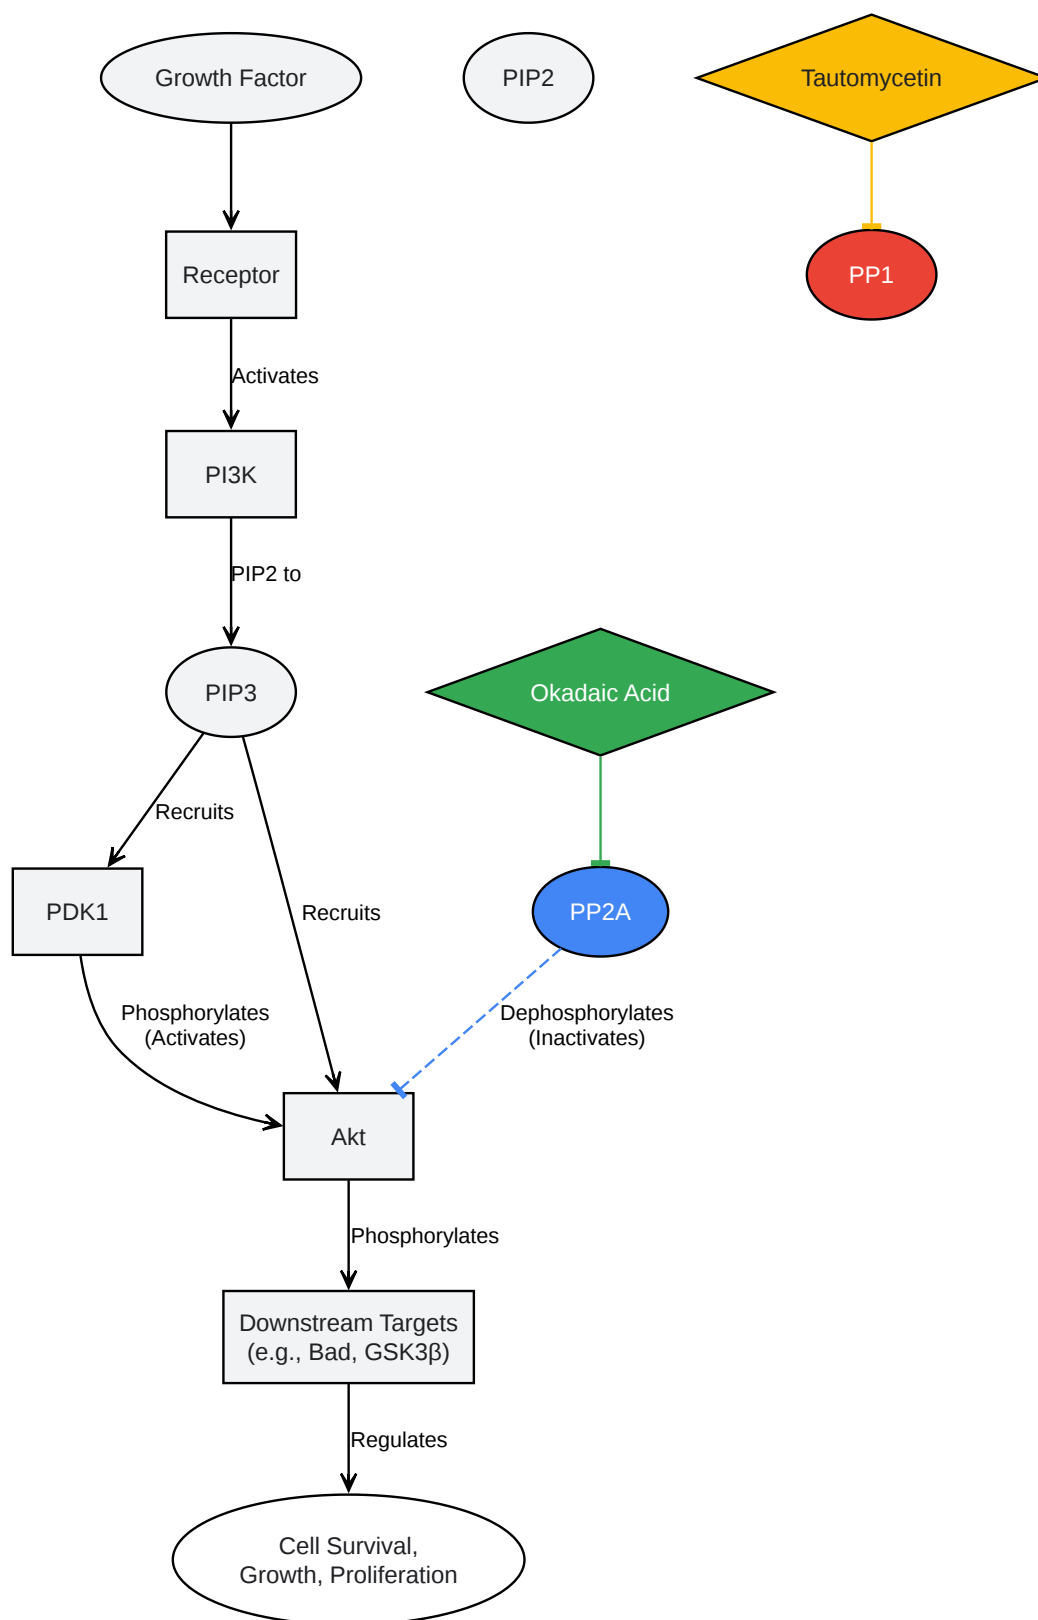 Growth Factor
PIP2
Tautomycetin
Receptor
PP1
Activates
PI3K
PIP2 to
PIP3
Okadaic Acid
Recruits
PDK1
Recruits
PP2A
Phosphorylates
(Activates)
Dephosphorylates
(Inactivates)
Akt
Phosphorylates
Downstream Targets
(e.g., Bad, GSK3β)
Regulates
Cell Survival,
Growth, Proliferation